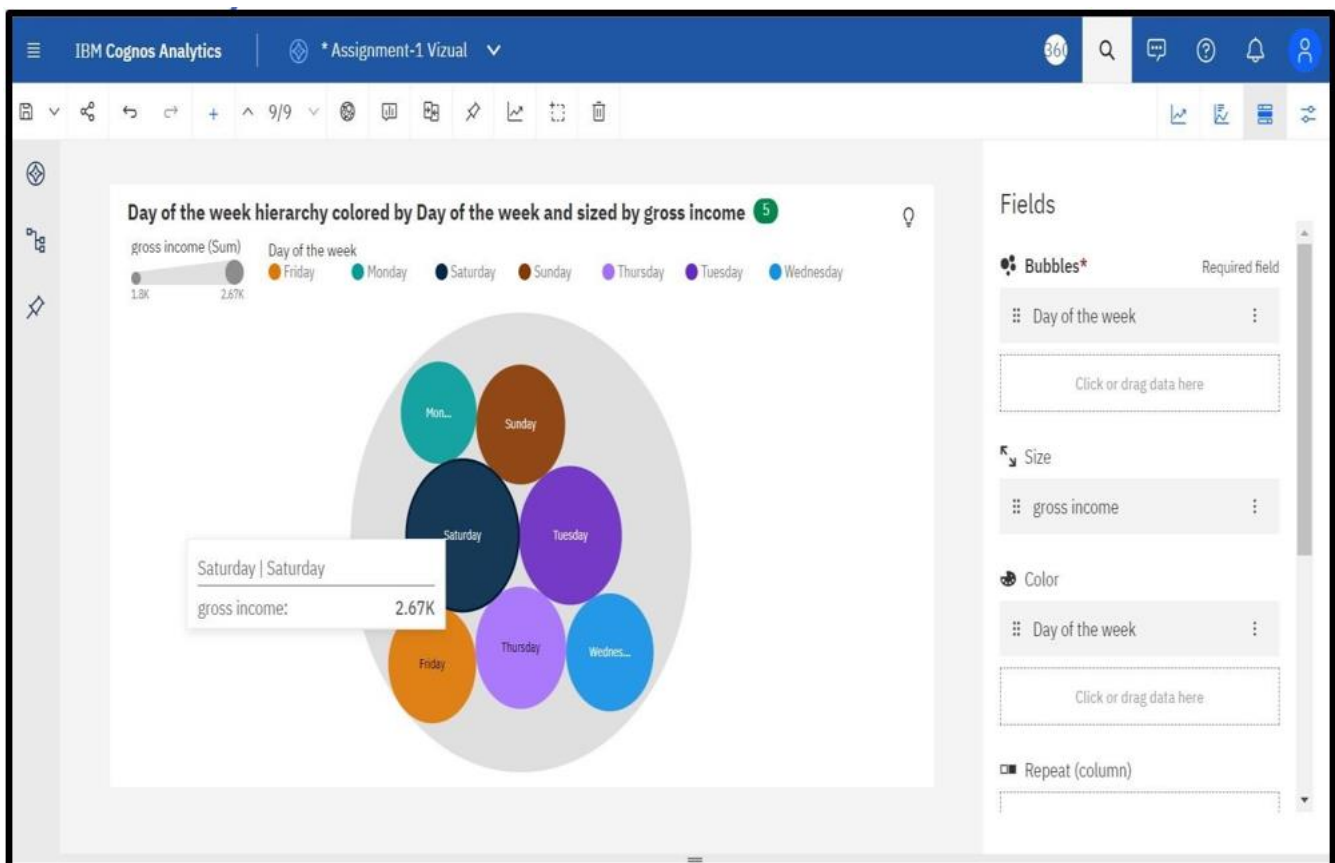 IBM Cognos Analytics
* Assignment-1 Vizual
360
9/9
Day of the week hierarchy colored by Day of the week and sized by gross income 5
gross income (Sum)
1.8K 2.67K
Day of the week
Friday Monday Saturday Sunday Thursday Tuesday Wednesday
Mon...
Sunday
Saturday
Tuesday
Saturday | Saturday
gross income: 2.67K
Friday
Thursday
Wednes...
Fields
Bubbles* Required field
Day of the week
Click or drag data here
Size
gross income
Color
Day of the week
Click or drag data here
Repeat (column)